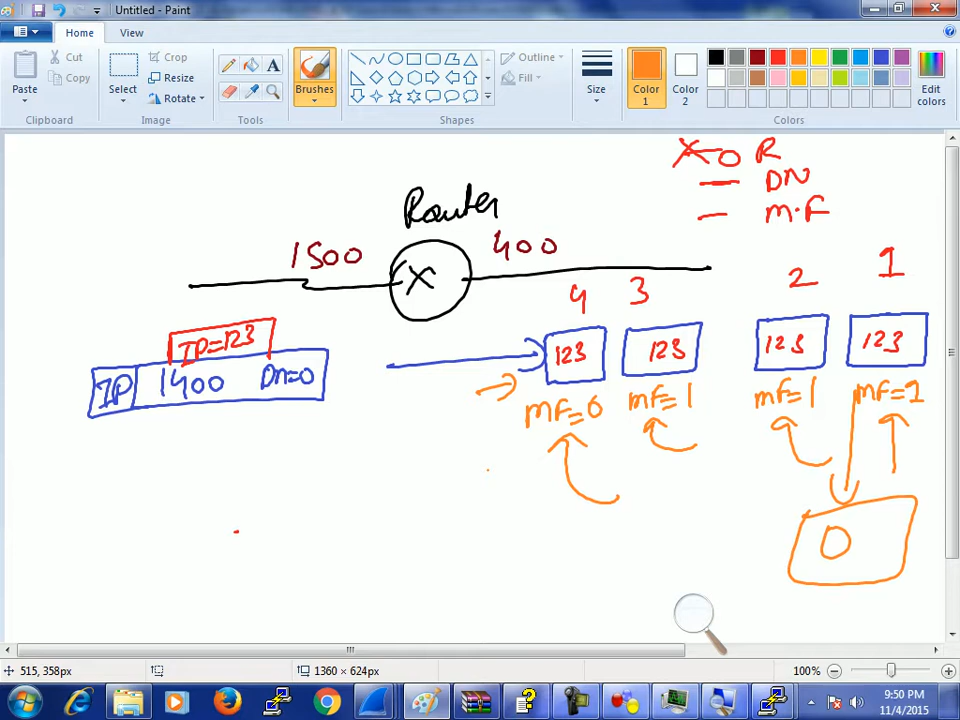 Untitled - Paint
Home
View
Paste
Cut
Copy
Clipboard
Select
Crop
Resize
Rotate
Image
A
Tools
Brushes
Outline
Fill
Shapes
Size
Color 1
Color 2
Edit colors
Colors
X O R
DN
M.F
Router
1500
X
400
4 3 2 1
IP=123
IP 1400 Dn=0
123 123 123 123
MF=0 MF=1 MF=1 MF=1
0
515, 358px
1360 x 624px
100%
9:50 PM
11/4/2015